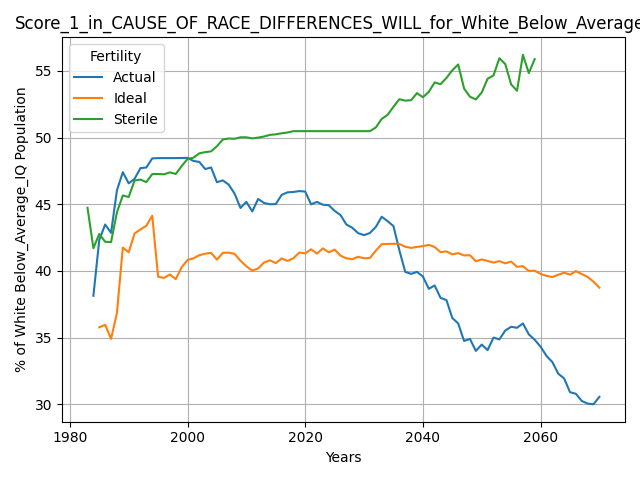 Score_1_in_CAUSE_OF_RACE_DIFFERENCES_WILL_for_White_Below_Average
Fertility
Actual
Ideal
Sterile
% of White Below_Average_IQ Population
55
50
45
40
35
30
1980
2000
2020
2040
2060
Years